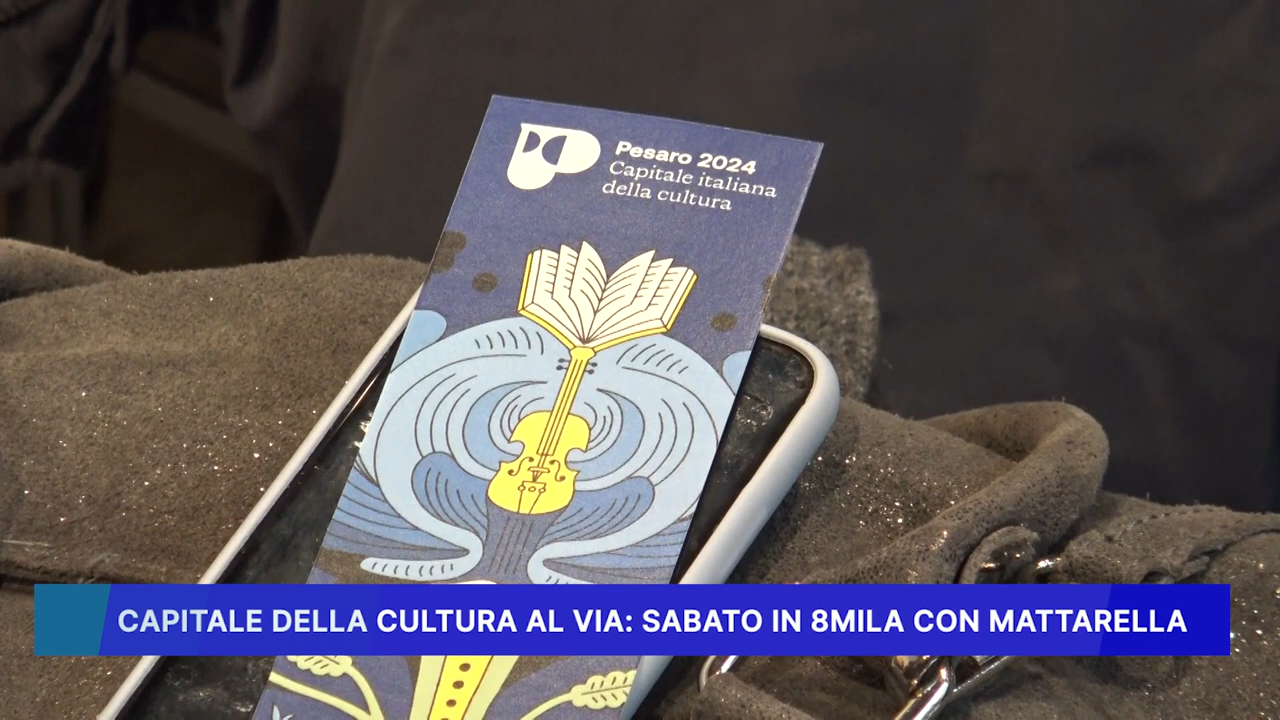 Pesaro 2024
Capitale italiana
della cultura
CAPITALE DELLA CULTURA AL VIA: SABATO IN 8MILA CON MATTARELLA